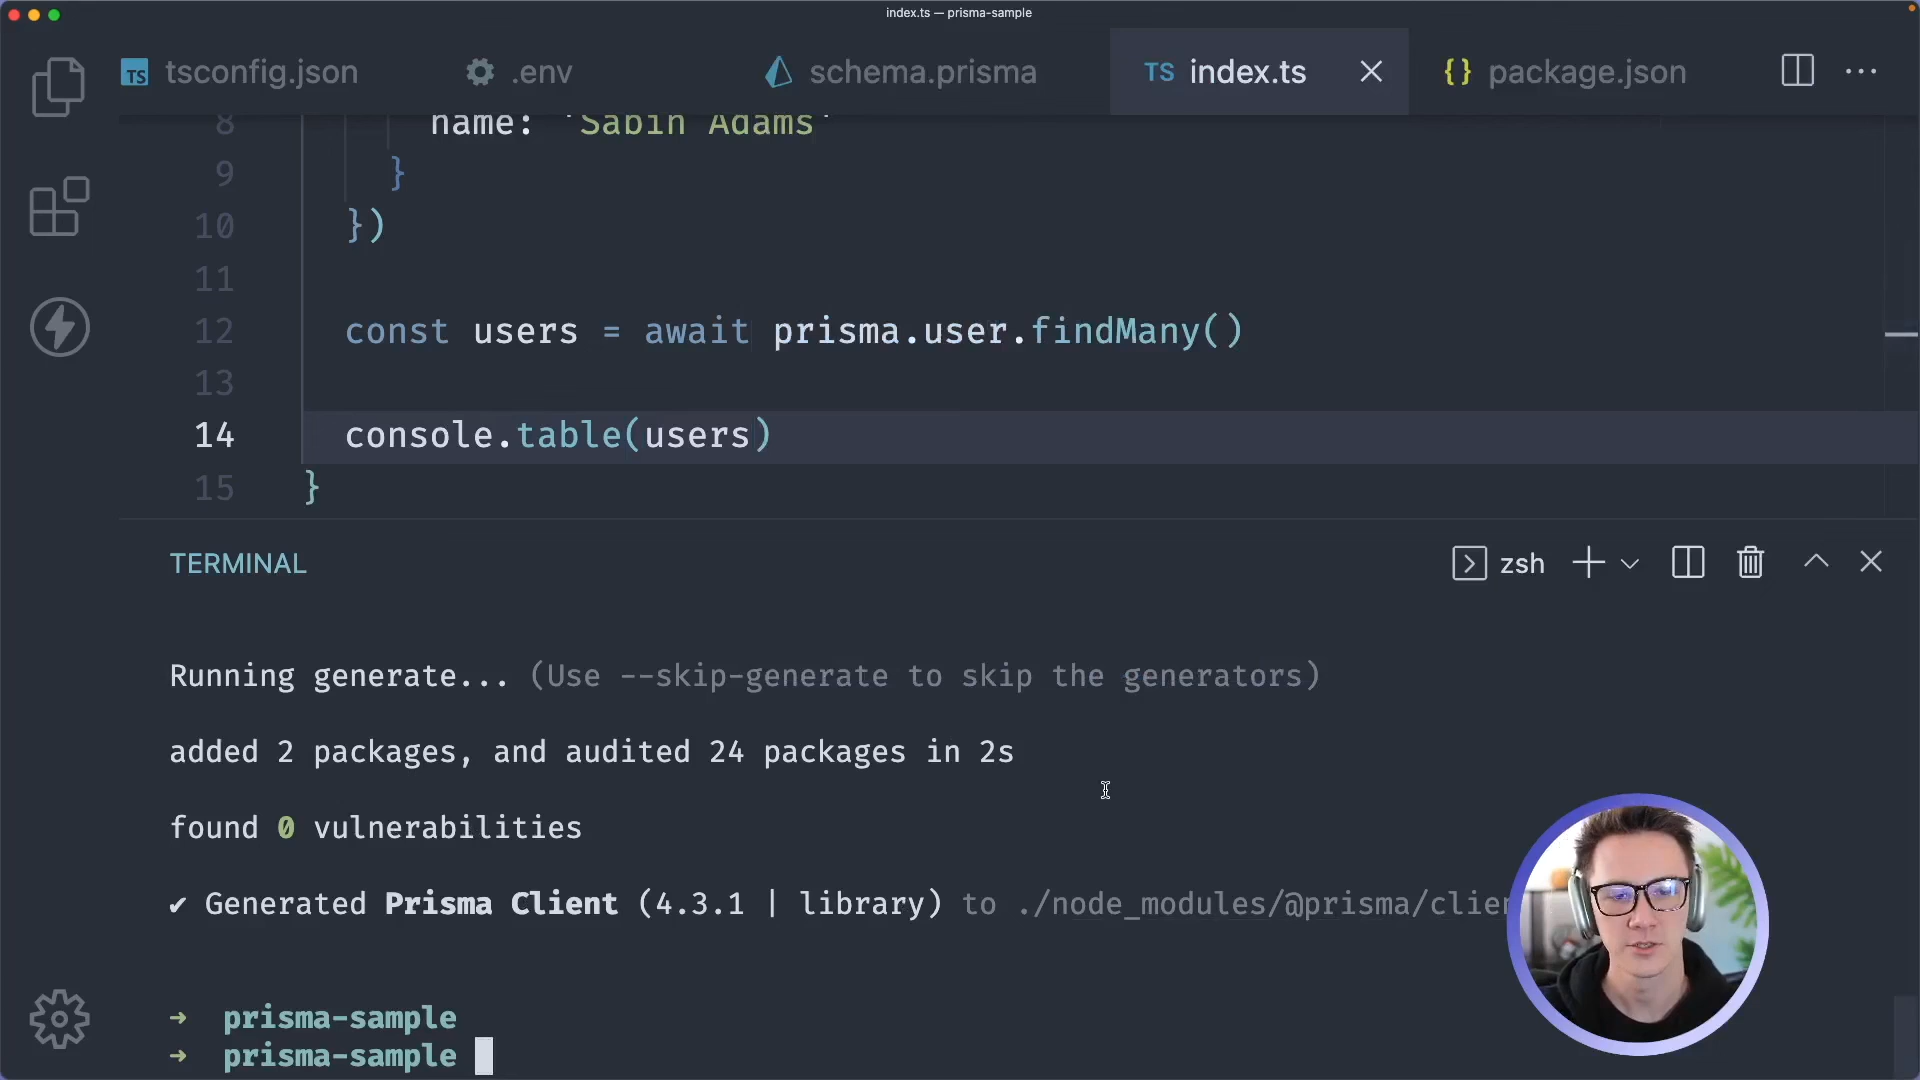 index.ts — prisma-sample
TS tsconfig.json .env schema.prisma TS index.ts {} package.json
8 name: 'Sabin Adams'
9 }
10 })
11
12 const users = await prisma.user.findMany()
13
14 console.table(users)
15 }
TERMINAL zsh
Running generate... (Use --skip-generate to skip the generators)
added 2 packages, and audited 24 packages in 2s
found 0 vulnerabilities
✔ Generated Prisma Client (4.3.1 | library) to ./node_modules/@prisma/clien
➜ prisma-sample
➜ prisma-sample